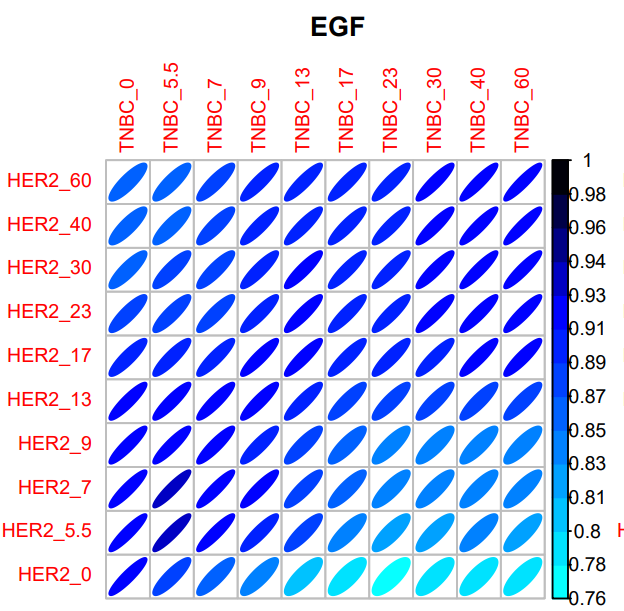 EGF
TNBC_0 TNBC_5.5 TNBC_7 TNBC_9 TNBC_13 TNBC_17 TNBC_23 TNBC_30 TNBC_40 TNBC_60
HER2_60
HER2_40
HER2_30
HER2_23
HER2_17
HER2_13
HER2_9
HER2_7
HER2_5.5
HER2_0
1
0.98
0.96
0.94
0.93
0.91
0.89
0.87
0.85
0.83
0.81
0.8
0.78
0.76